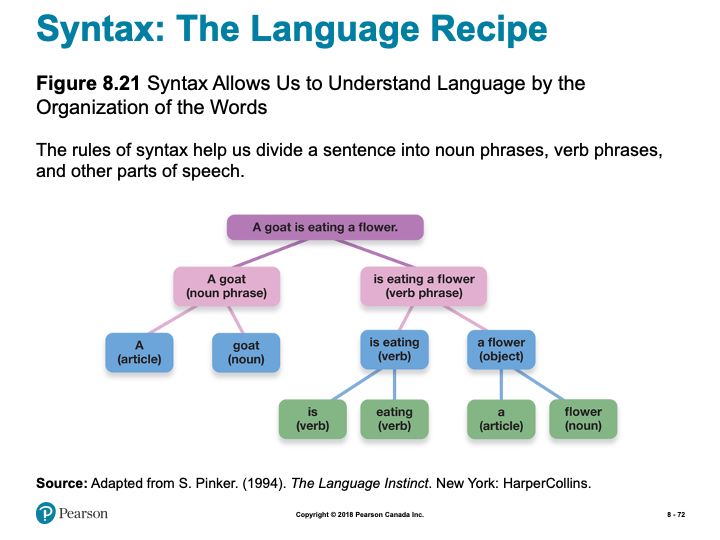 Syntax: The Language Recipe
Figure 8.21 Syntax Allows Us to Understand Language by the
Organization of the Words
The rules of syntax help us divide a sentence into noun phrases, verb phrases,
and other parts of speech.
A goat is eating a flower.
A goat
(noun phrase)
is eating a flower
(verb phrase)
A
(article)
goat
(noun)
is eating
(verb)
a flower
(object)
is
(verb)
eating
(verb)
a
(article)
flower
(noun)
Source: Adapted from S. Pinker. (1994). The Language Instinct. New York: HarperCollins.
P Pearson
Copyright © 2018 Pearson Canada Inc.
8 - 72